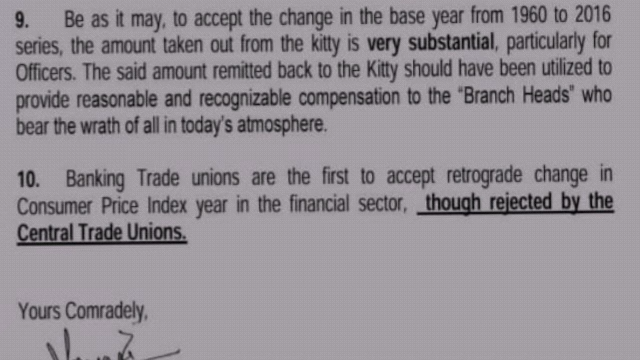 9. Be as it may, to accept the change in the base year from 1960 to 2016
series, the amount taken out from the kitty is very substantial, particularly for
Officers. The said amount remitted back to the Kitty should have been utilized to
provide reasonable and recognizable compensation to the "Branch Heads" who
bear the wrath of all in today's atmosphere.
10. Banking Trade unions are the first to accept retrograde change in
Consumer Price Index year in the financial sector, though rejected by the
Central Trade Unions.
Yours Comradely,